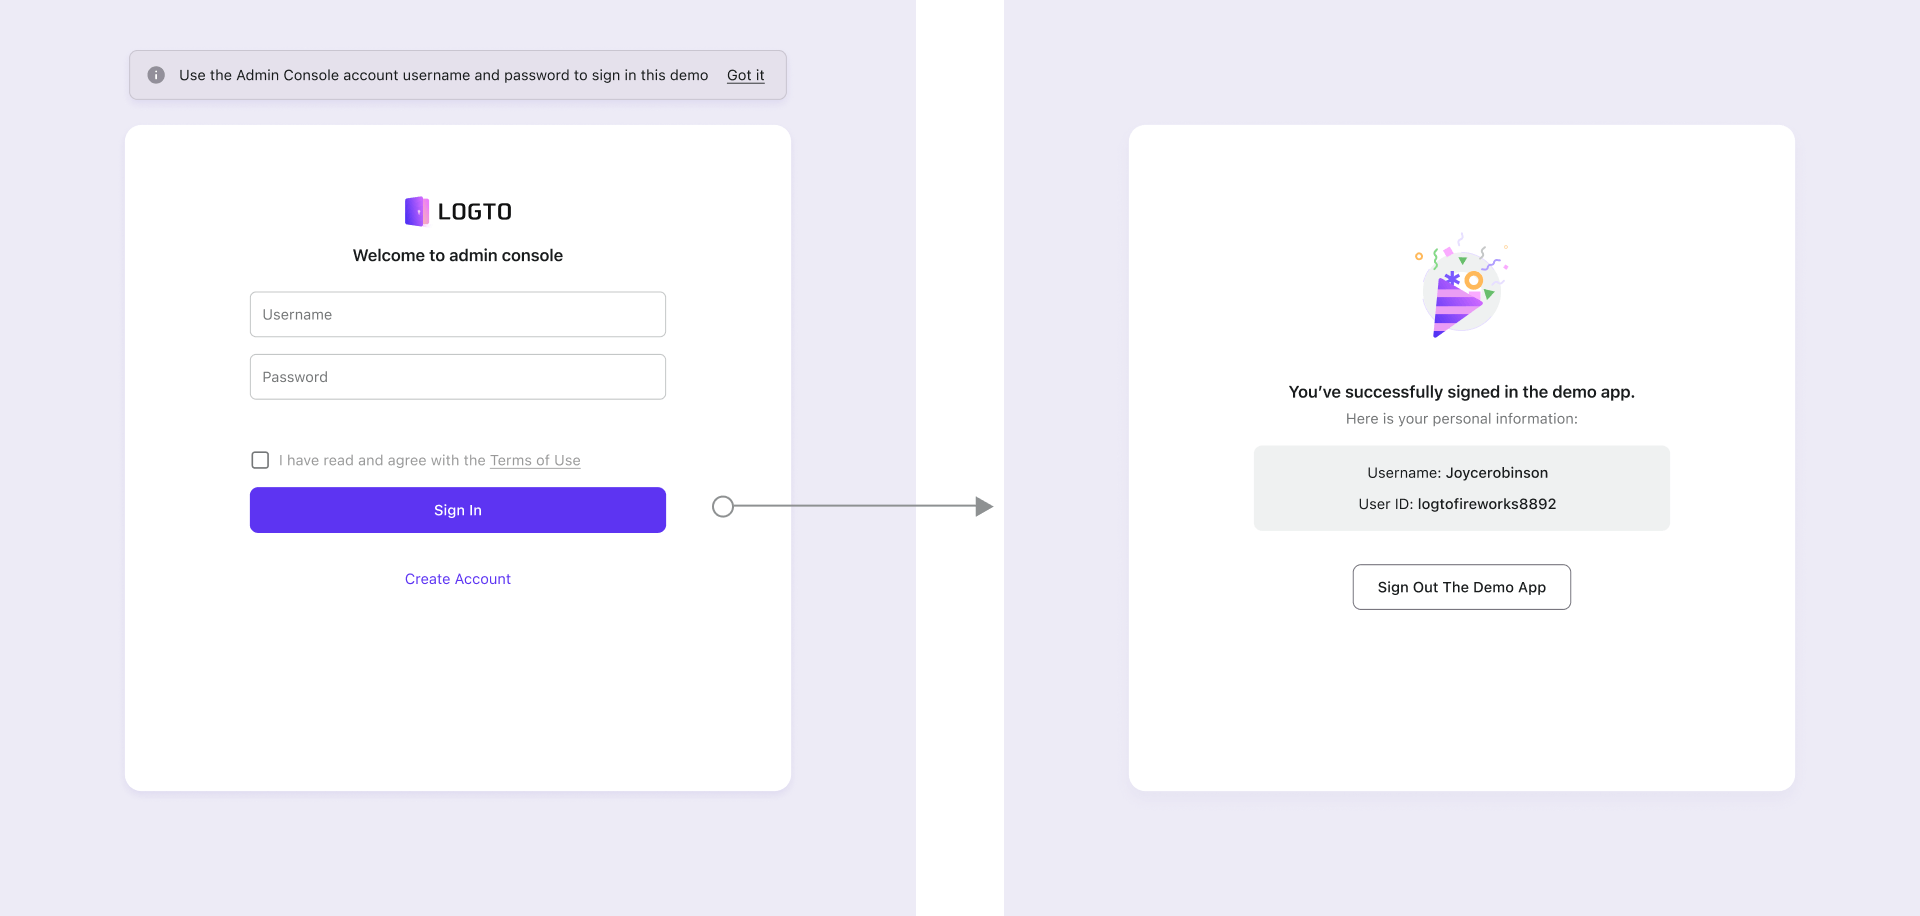 Use the Admin Console account username and password to sign in this demo Got it
LOGTO
Welcome to admin console
Username
Password
I have read and agree with the Terms of Use
Sign In
Create Account
You’ve successfully signed in the demo app.
Here is your personal information:
Username: Joycerobinson
User ID: logtofireworks8892
Sign Out The Demo App